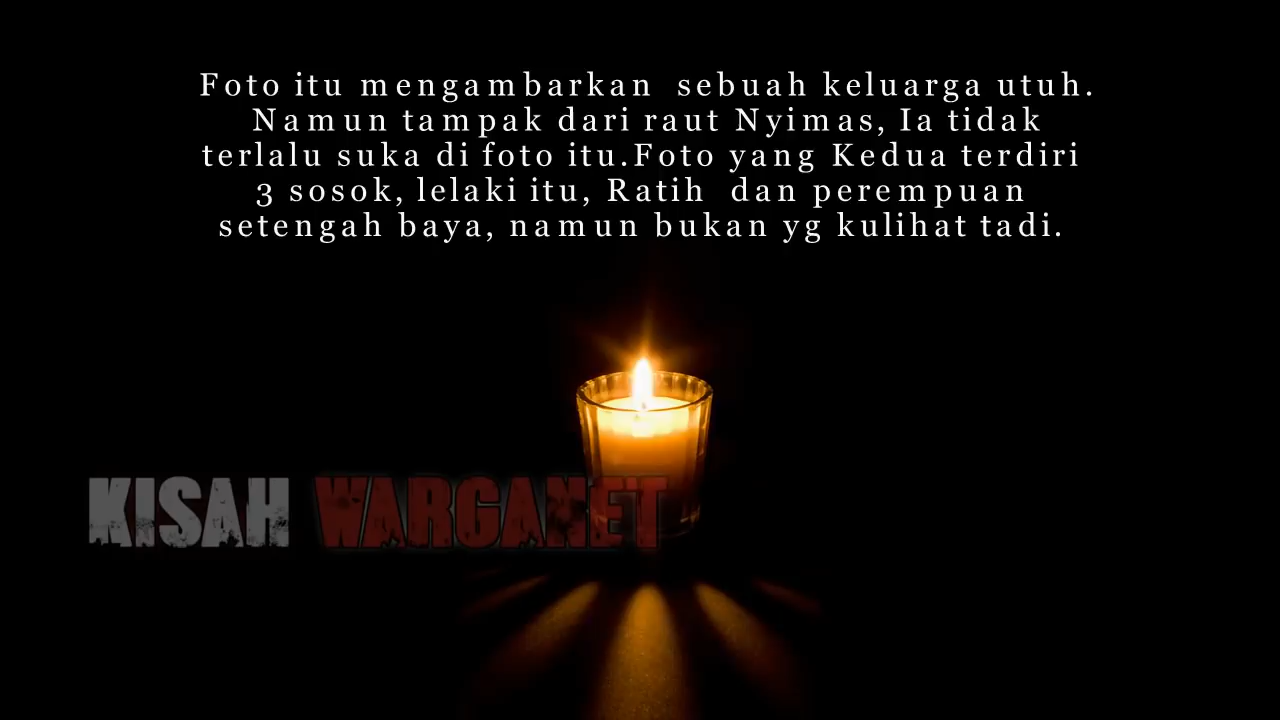 Foto itu mengambarkan sebuah keluarga utuh.
Namun tampak dari raut Nyimas, Ia tidak
terlalu suka di foto itu.Foto yang Kedua terdiri
3 sosok, lelaki itu, Ratih dan perempuan
setengah baya, namun bukan yg kulihat tadi.
KISAH WARGANET